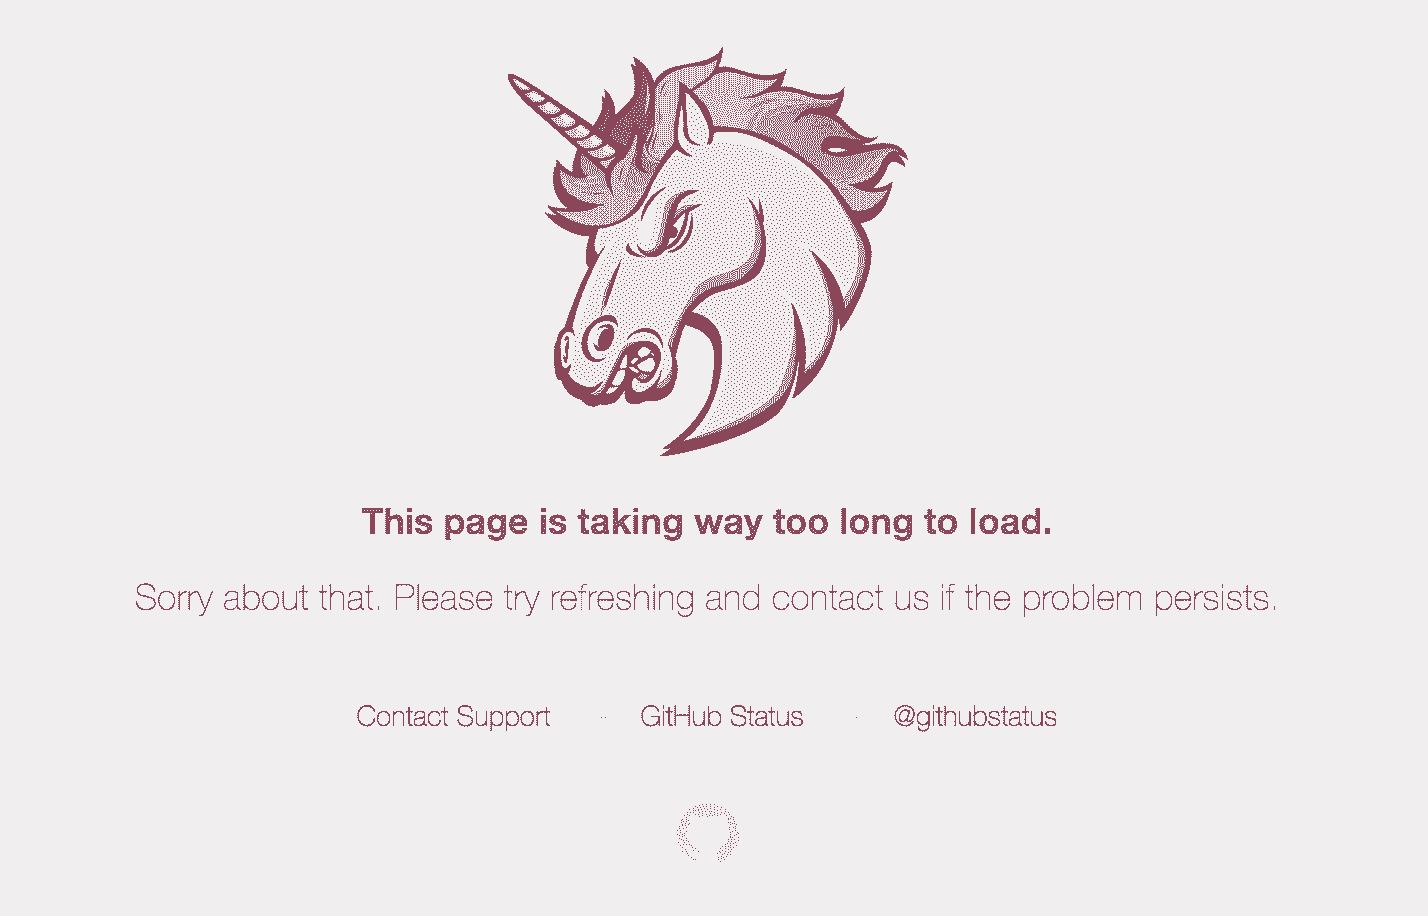 This page is taking way too long to load.
Sorry about that. Please try refreshing and contact us if the problem persists.
Contact Support · GitHub Status · @githubstatus